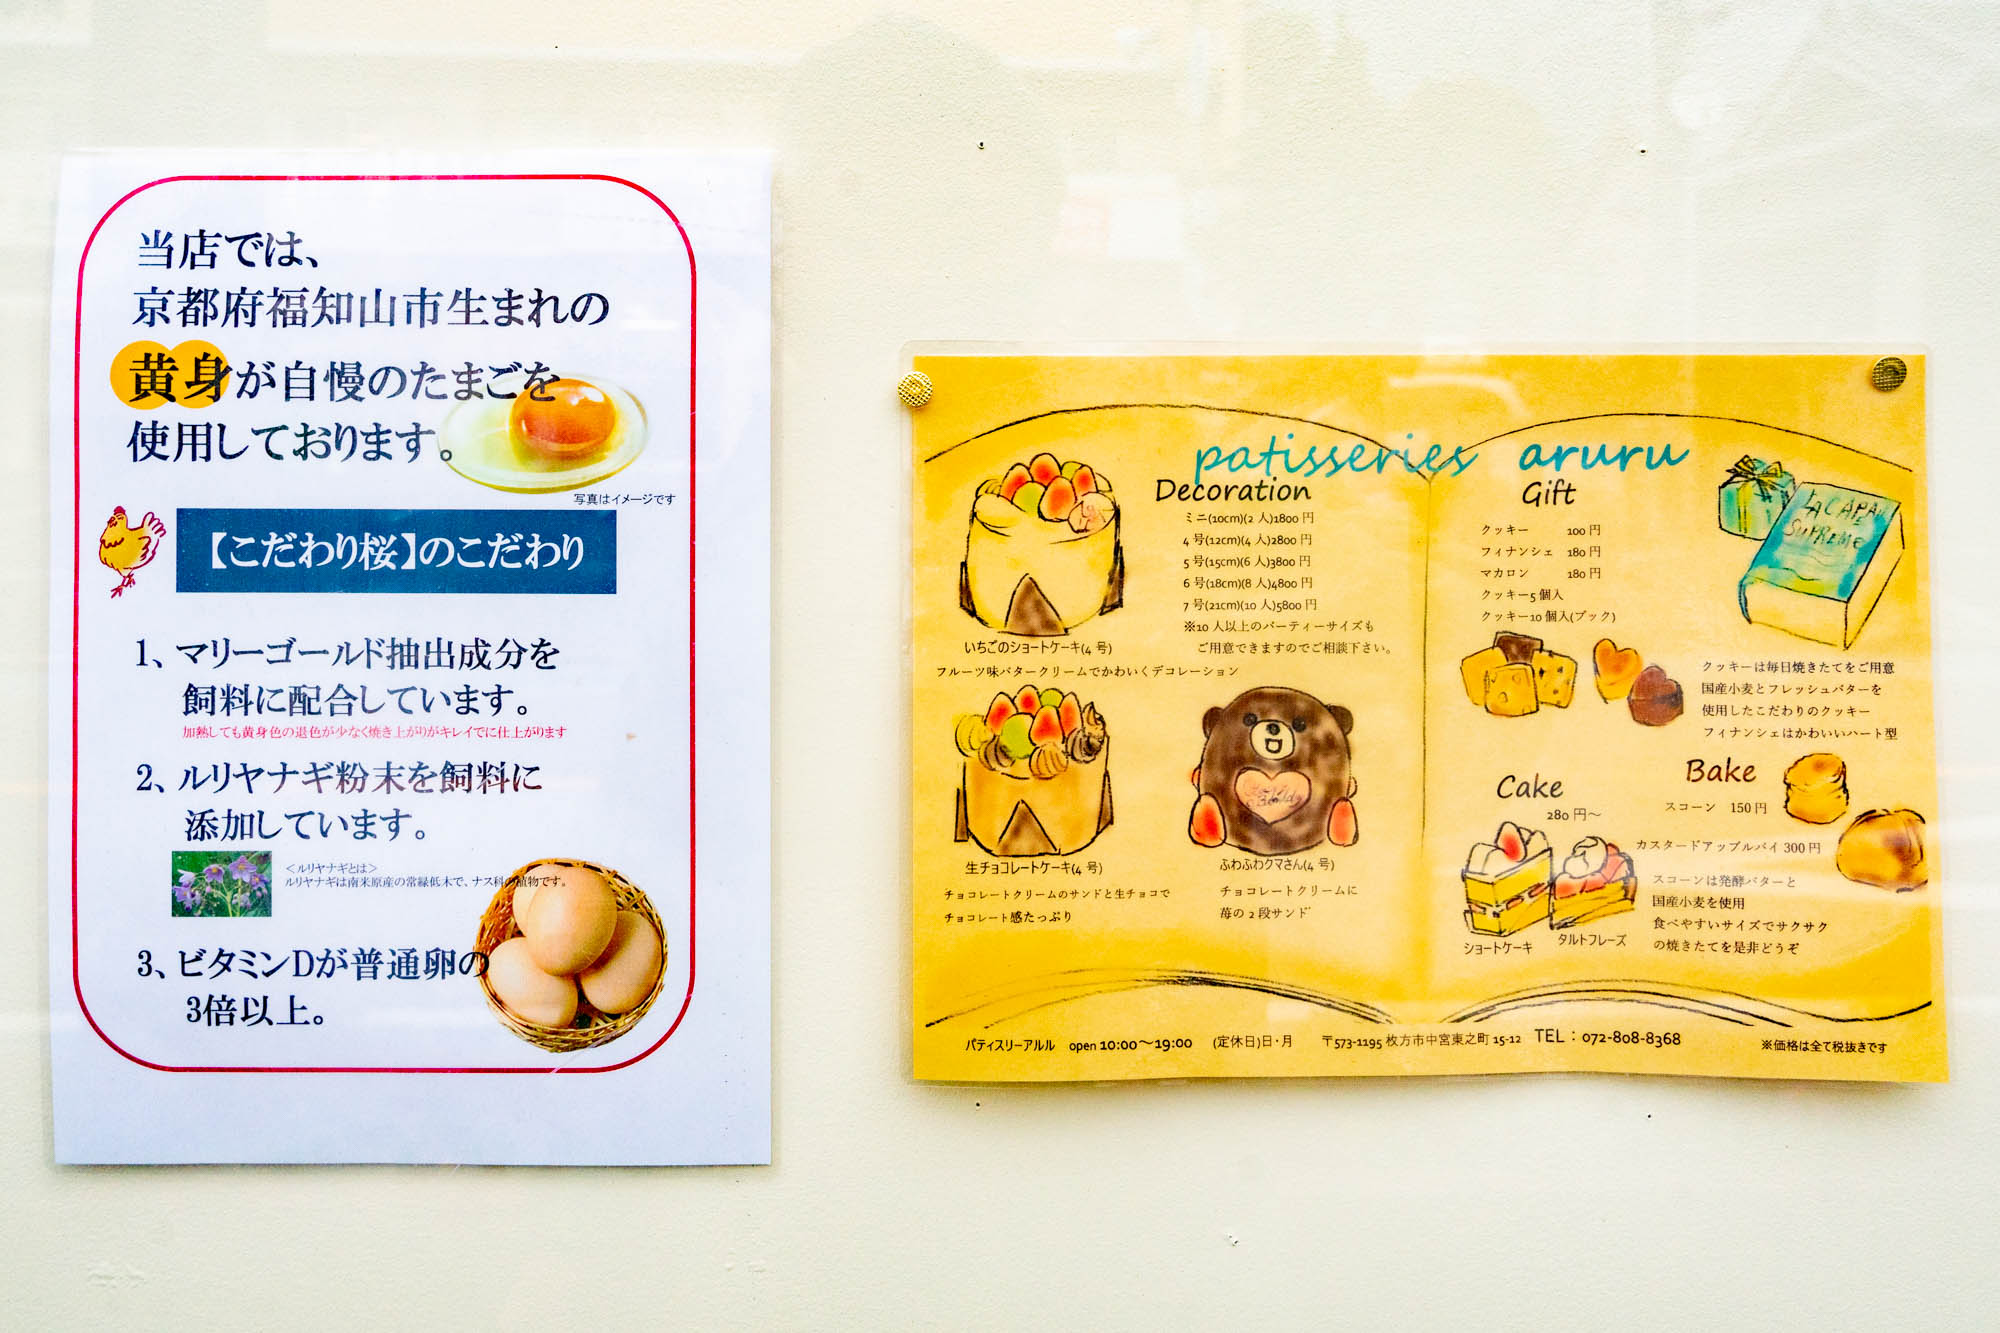 当店では、
京都府福知山市生まれの
黄身が自慢のたまごを
使用しております。
写真はイメージです
【こだわり桜】のこだわり
1、マリーゴールド抽出成分を
飼料に配合しています。
加熱しても黄身色の退色が少なく焼き上がりがキレイでに仕上がります
2、ルリヤナギ粉末を飼料に
添加しています。
＜ルリヤナギとは＞
ルリヤナギは南米原産の常緑低木で、ナス科の植物です。
3、ビタミンDが普通卵の
3倍以上。
patisseries aruru
Decoration
ミニ(10cm)(2人)1800円
4号(12cm)(4人)2800円
5号(15cm)(6人)3800円
6号(18cm)(8人)4800円
7号(21cm)(10人)5800円
※10人以上のパーティーサイズも
ご用意できますのでご相談下さい。
いちごのショートケーキ(4号)
フルーツ味バタークリームでかわいくデコレーション
生チョコレートケーキ(4号)
チョコレートクリームのサンドと生チョコで
チョコレート感たっぷり
ふわふわクマさん(4号)
チョコレートクリームに
苺の2段サンド
Gift
クッキー 100円
フィナンシェ 180円
マカロン 180円
クッキー5個入
クッキー10個入(ブック)
SUPREME
クッキーは毎日焼きたてをご用意
国産小麦とフレッシュバターを
使用したこだわりのクッキー
フィナンシェはかわいいハート型
Cake
280円～
ショートケーキ
タルトフレーズ
Bake
スコーン 150円
カスタードアップルパイ 300円
スコーンは発酵バターと
国産小麦を使用
食べやすいサイズでサクサク
の焼きたてを是非どうぞ
パティスリーアルル open 10:00～19:00 (定休日)日・月 〒573-1195 枚方市中宮東之町15-12 TEL：072-808-8368
※価格は全て税抜きです